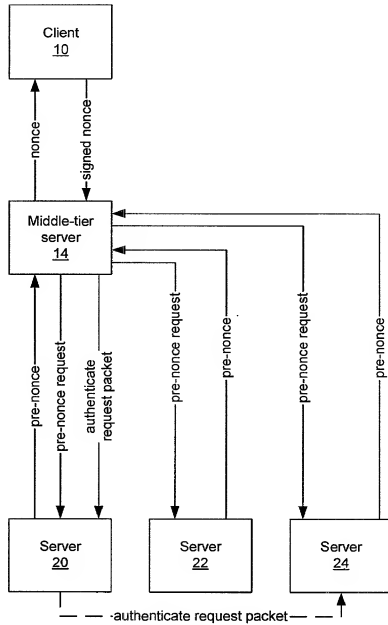 Client
10
nonce
signed nonce
Middle-tier
server
14
pre-nonce
pre-nonce request
authenticate
request packet
pre-nonce request
pre-nonce
pre-nonce request
pre-nonce
Server
20
Server
22
Server
24
authenticate request packet